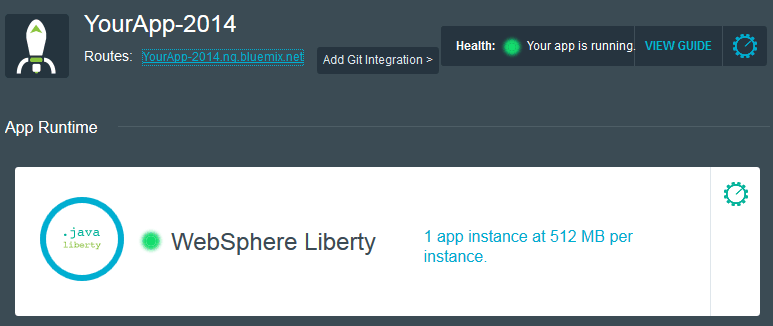 YourApp-2014
Routes: YourApp-2014.ng.bluemix.net
Add Git Integration >
Health: Your app is running.
VIEW GUIDE
App Runtime
.java
liberty
WebSphere Liberty
1 app instance at 512 MB per
instance.